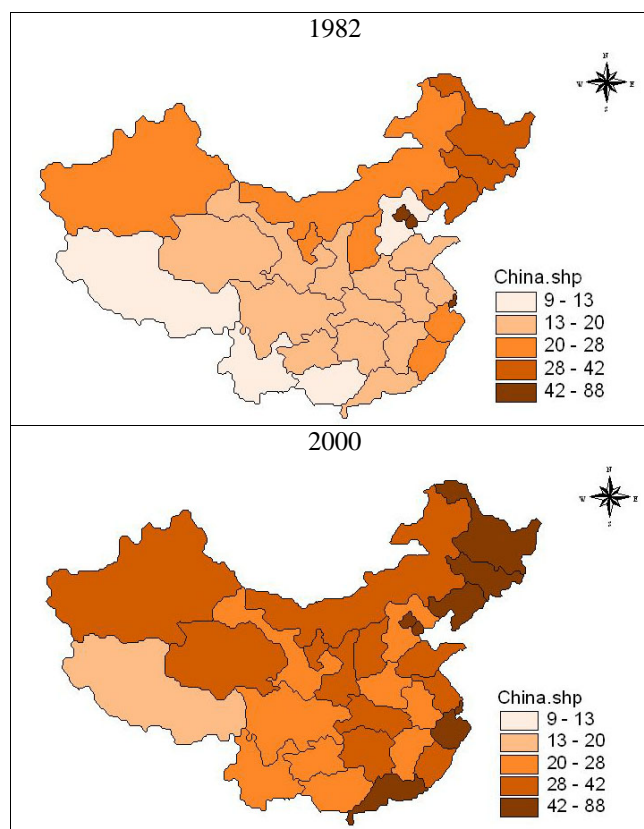 1982
N
W E
S
China.shp
9 - 13
13 - 20
20 - 28
28 - 42
42 - 88
2000
N
W E
S
China.shp
9 - 13
13 - 20
20 - 28
28 - 42
42 - 88